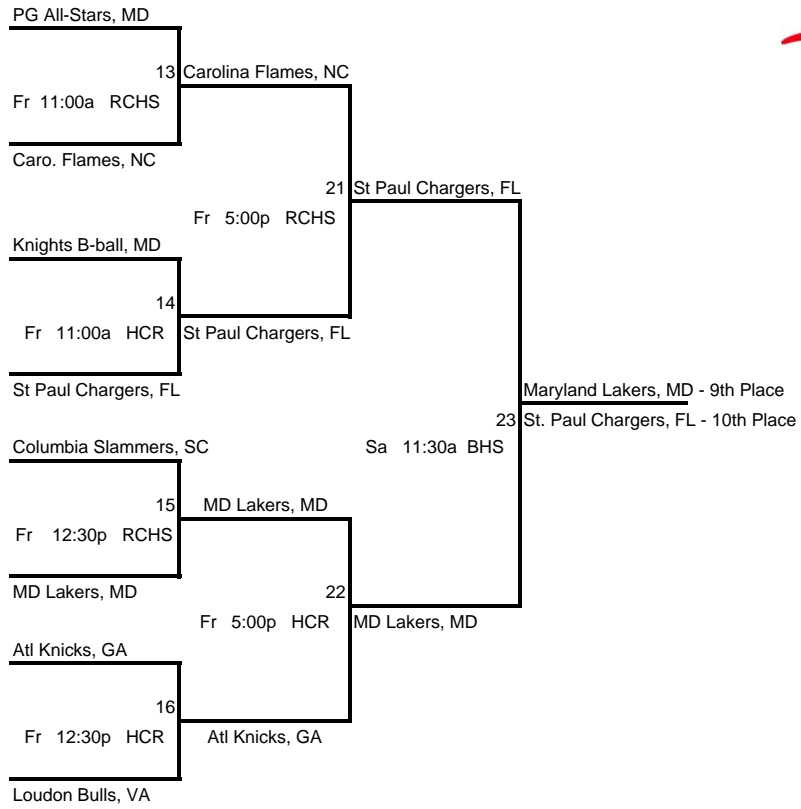 PG All-Stars, MD
13 Carolina Flames, NC
Fr 11:00a RCHS
Caro. Flames, NC
21 St Paul Chargers, FL
Fr 5:00p RCHS
Knights B-ball, MD
14
Fr 11:00a HCR St Paul Chargers, FL
St Paul Chargers, FL
Maryland Lakers, MD - 9th Place
23 St. Paul Chargers, FL - 10th Place
Columbia Slammers, SC
Sa 11:30a BHS
15 MD Lakers, MD
Fr 12:30p RCHS
MD Lakers, MD
22
Fr 5:00p HCR MD Lakers, MD
Atl Knicks, GA
16
Fr 12:30p HCR Atl Knicks, GA
Loudon Bulls, VA